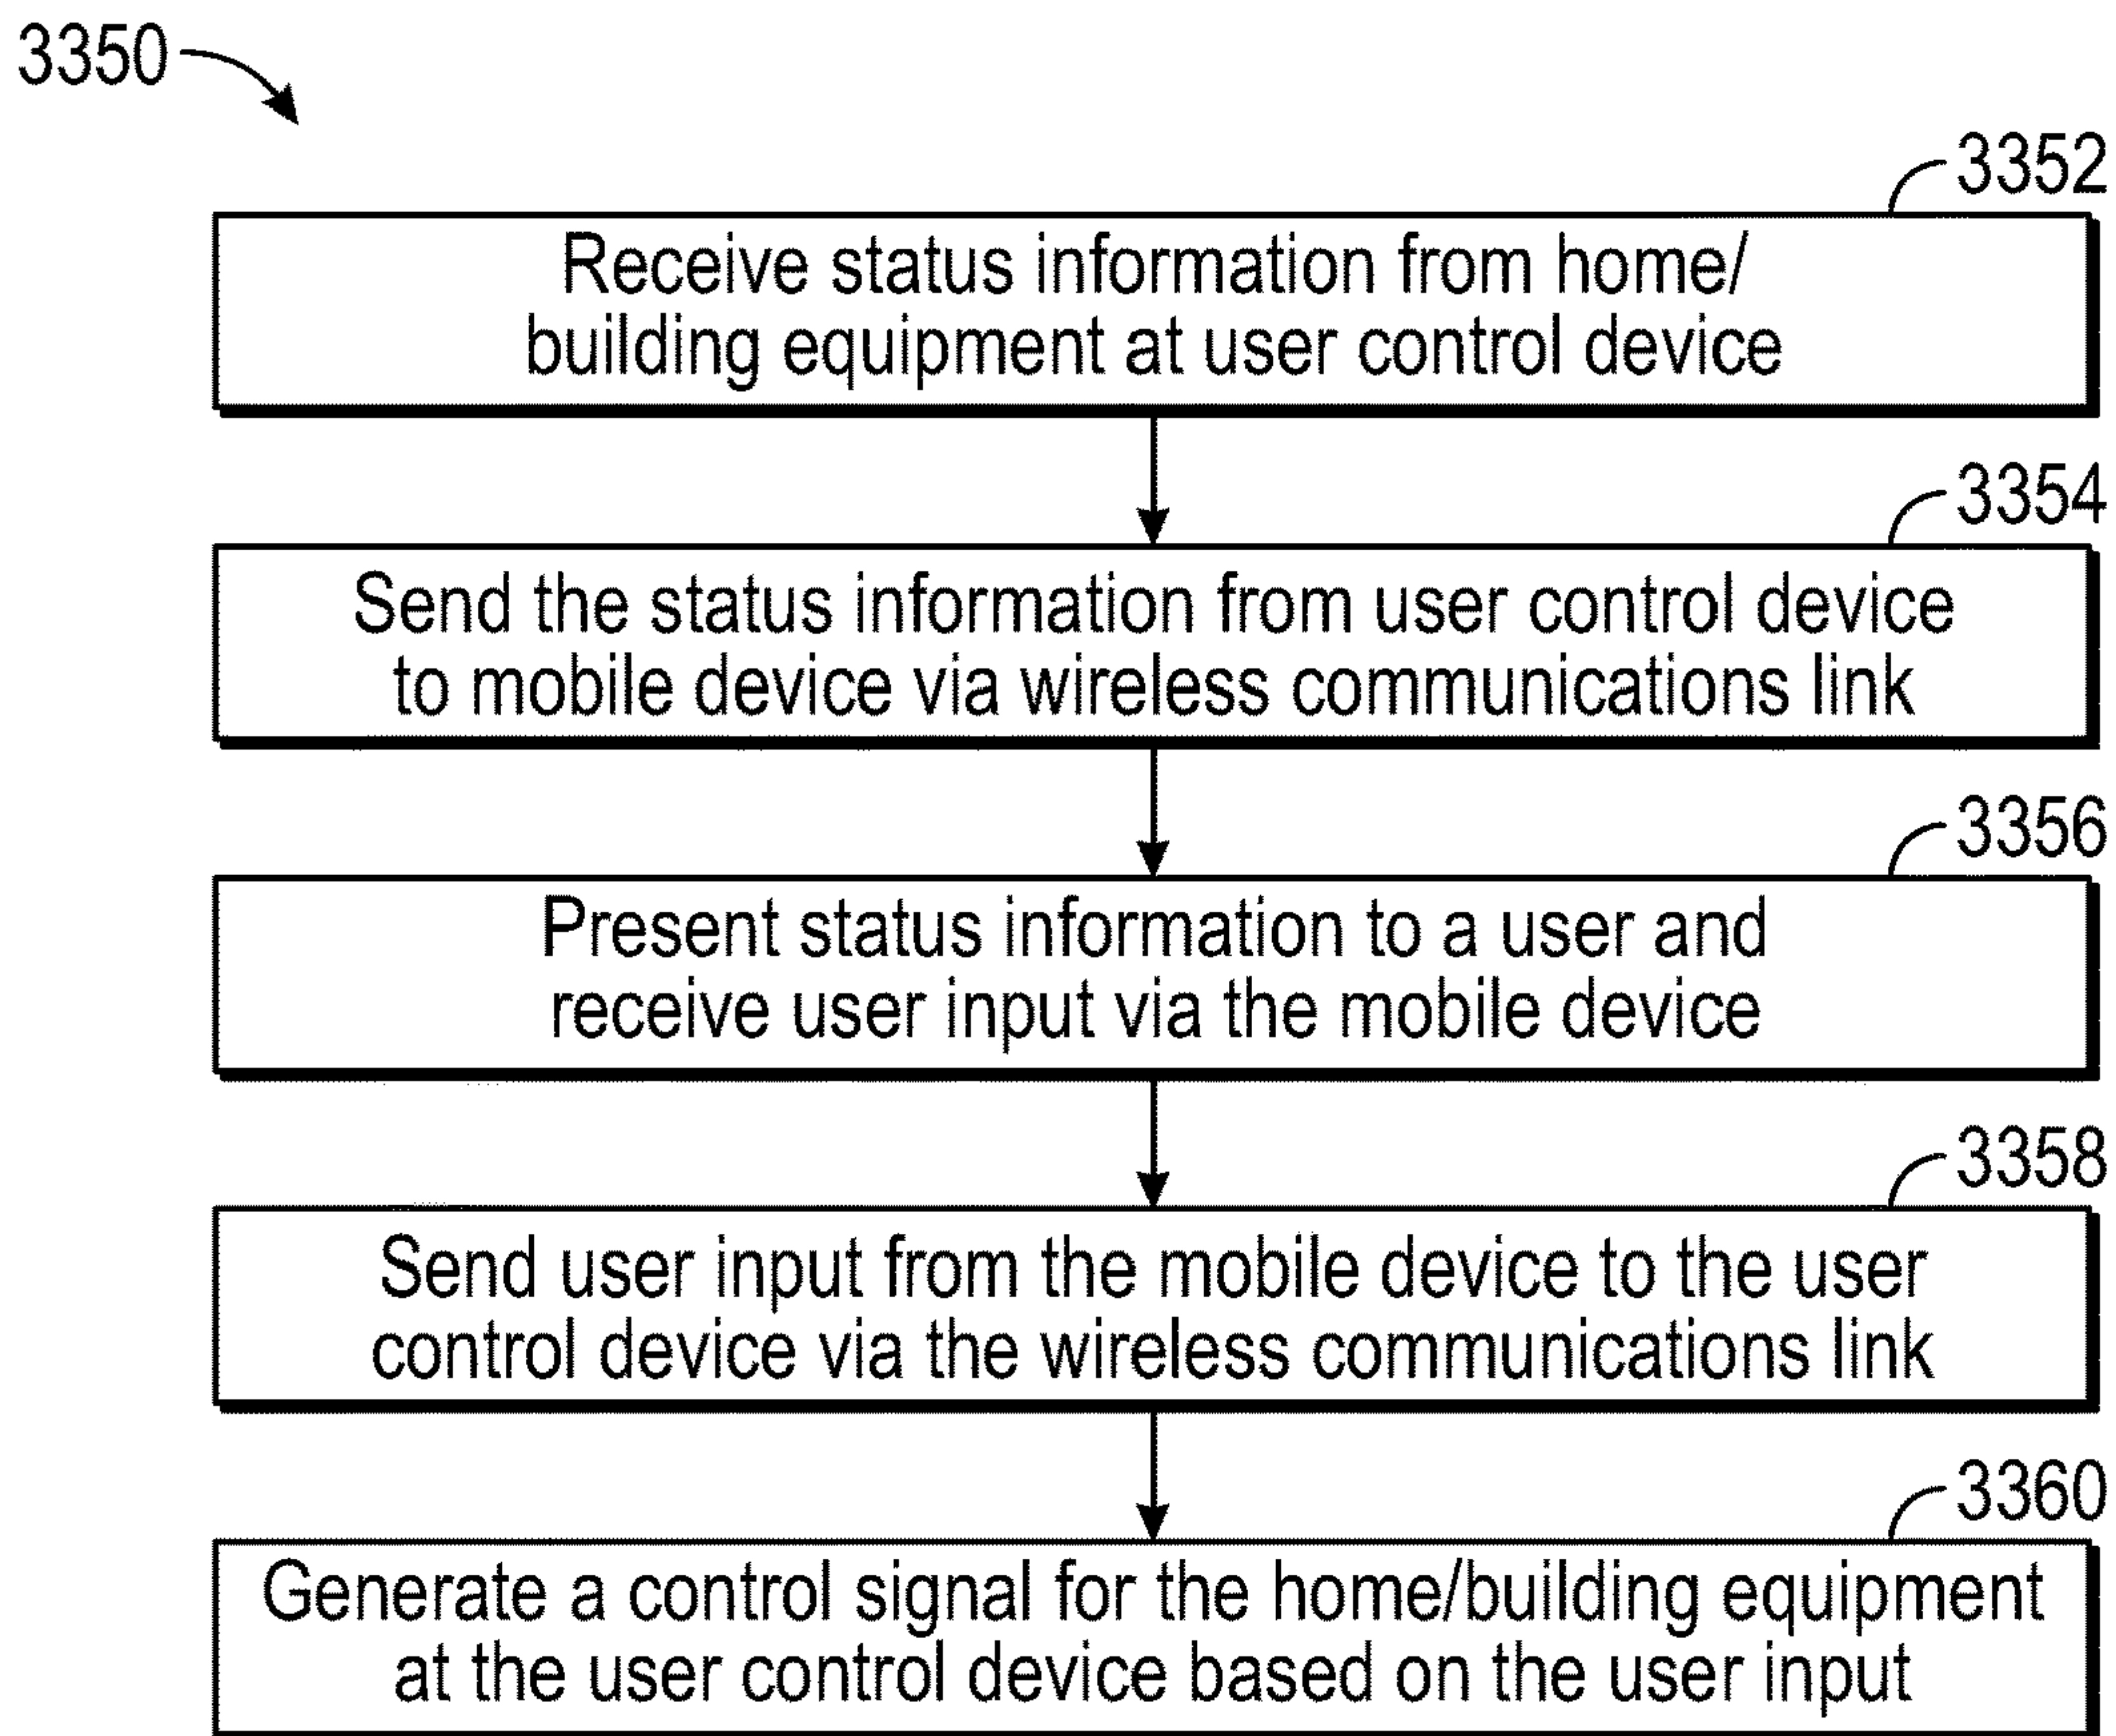 3350
3352
Receive status information from home/
building equipment at user control device
3354
Send the status information from user control device
to mobile device via wireless communications link
3356
Present status information to a user and
receive user input via the mobile device
3358
Send user input from the mobile device to the user
control device via the wireless communications link
3360
Generate a control signal for the home/building equipment
at the user control device based on the user input